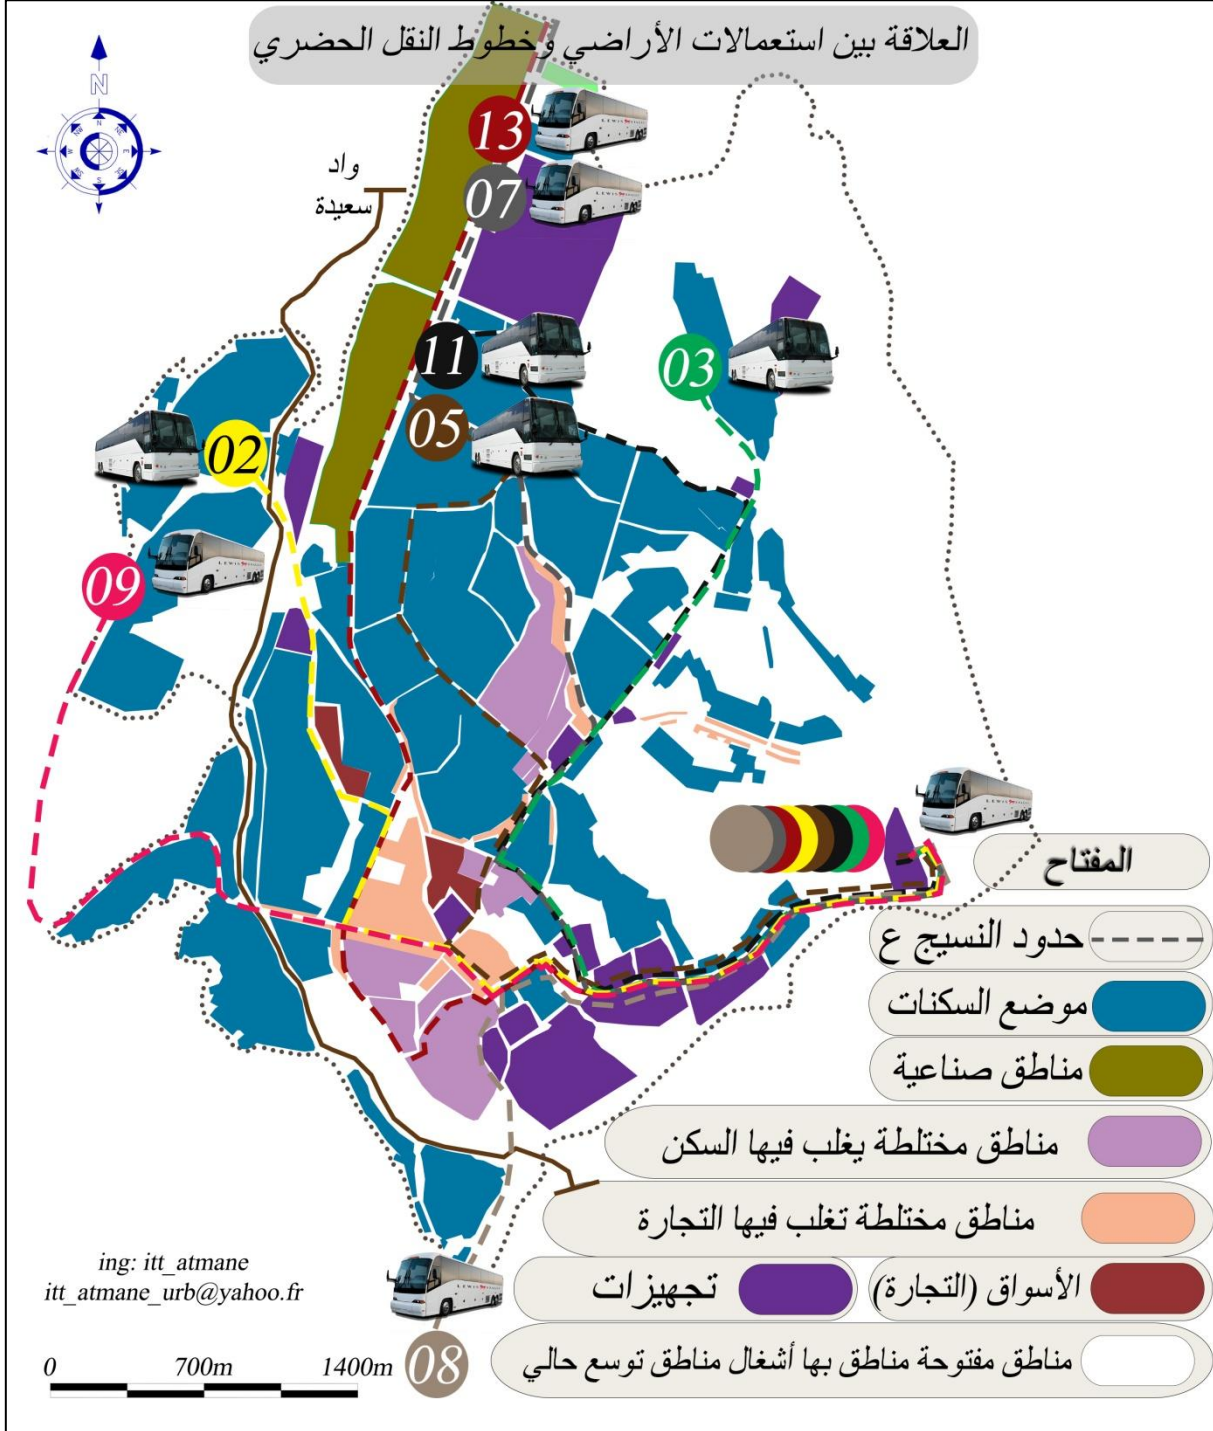 العلاقة بين استعمالات الأراضي وخطوط النقل الحضري
N
13
واد
سعيدة
07
11
03
05
02
09
المفتاح
حدود النسيج ع
موضع السكنات
مناطق صناعية
مناطق مختلطة يغلب فيها السكن
مناطق مختلطة تغلب فيها التجارة
الأسواق (التجارة)
تجهيزات
مناطق مفتوحة مناطق بها أشغال مناطق توسع حالي
ing: itt_atmane
itt_atmane_urb@yahoo.fr
0 700m 1400m
08